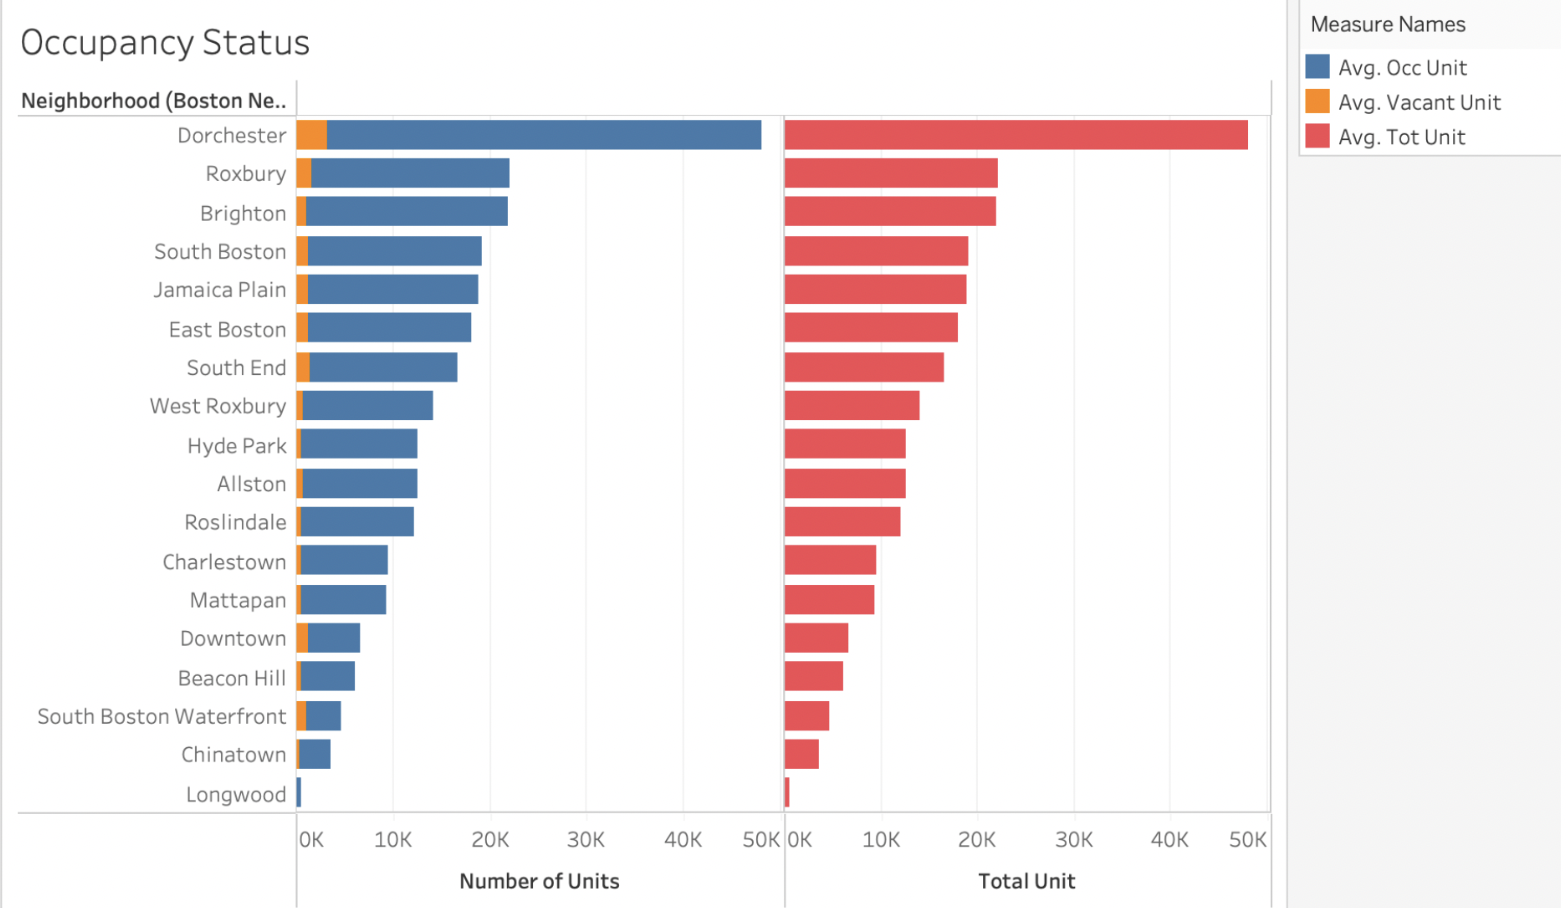 Occupancy Status
Neighborhood (Boston Ne..
Dorchester
Roxbury
Brighton
South Boston
Jamaica Plain
East Boston
South End
West Roxbury
Hyde Park
Allston
Roslindale
Charlestown
Mattapan
Downtown
Beacon Hill
South Boston Waterfront
Chinatown
Longwood
0K 10K 20K 30K 40K 50K 0K 10K 20K 30K 40K 50K
Number of Units Total Unit
Measure Names
Avg. Occ Unit
Avg. Vacant Unit
Avg. Tot Unit